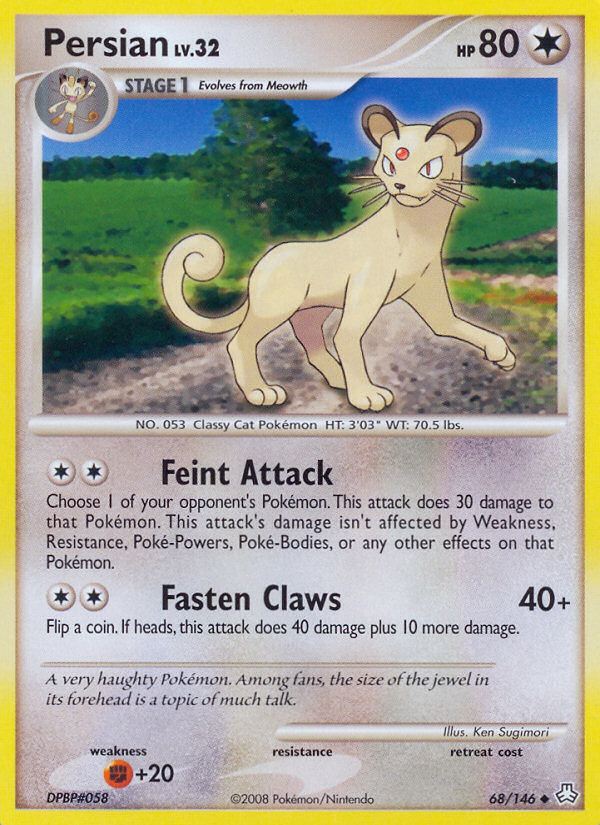 Persian LV.32
HP 80
STAGE 1 Evolves from Meowth
NO. 053 Classy Cat Pokémon HT: 3'03" WT: 70.5 lbs.
Feint Attack
Choose 1 of your opponent's Pokémon. This attack does 30 damage to
that Pokémon. This attack's damage isn't affected by Weakness,
Resistance, Poké-Powers, Poké-Bodies, or any other effects on that
Pokémon.
Fasten Claws 40+
Flip a coin. If heads, this attack does 40 damage plus 10 more damage.
A very haughty Pokémon. Among fans, the size of the jewel in
its forehead is a topic of much talk.
Illus. Ken Sugimori
weakness resistance retreat cost
+20
DPBP#058 ©2008 Pokémon/Nintendo 68/146